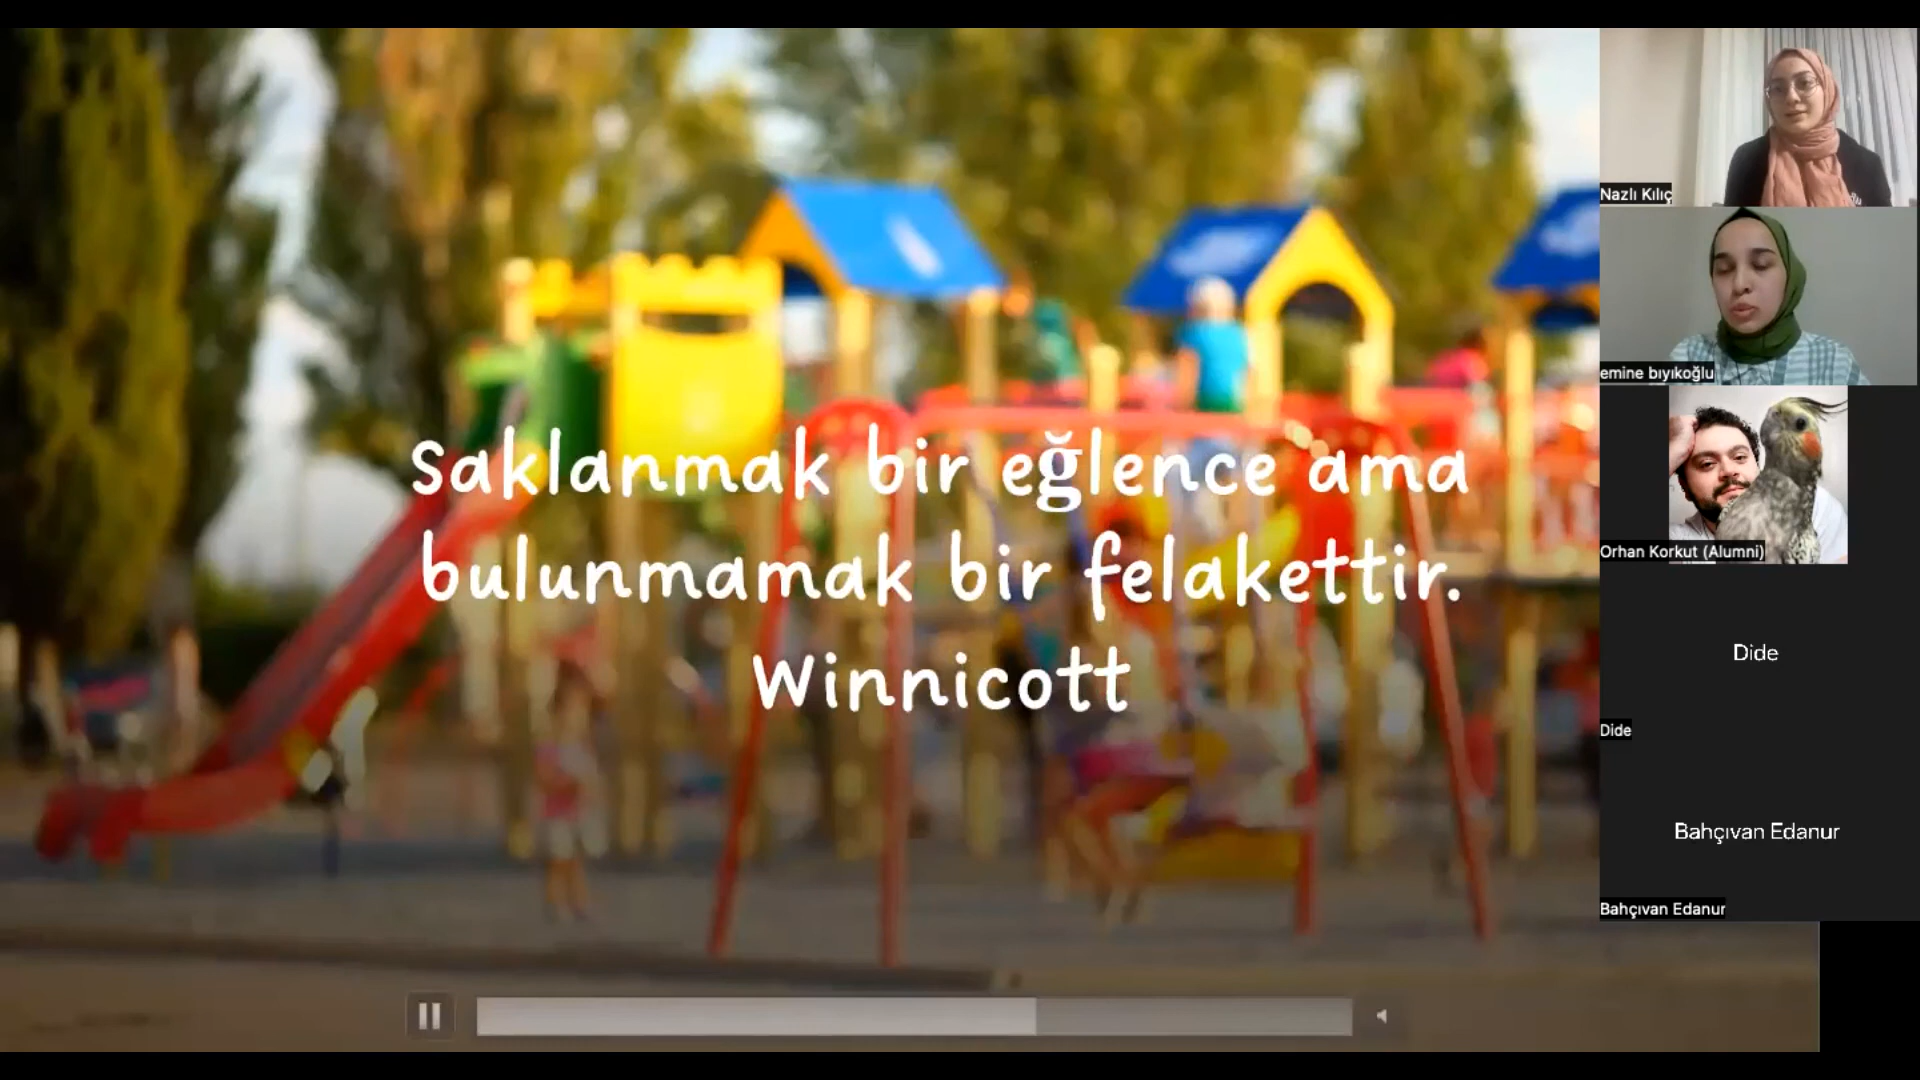 Saklanmak bir eğlence ama
bulunmamak bir felakettir.
Winnicott
Nazlı Kılıç
emine bıyıkoğlu
Orhan Korkut (Alumni)
Dide
Dide
Bahçıvan Edanur
Bahçıvan Edanur